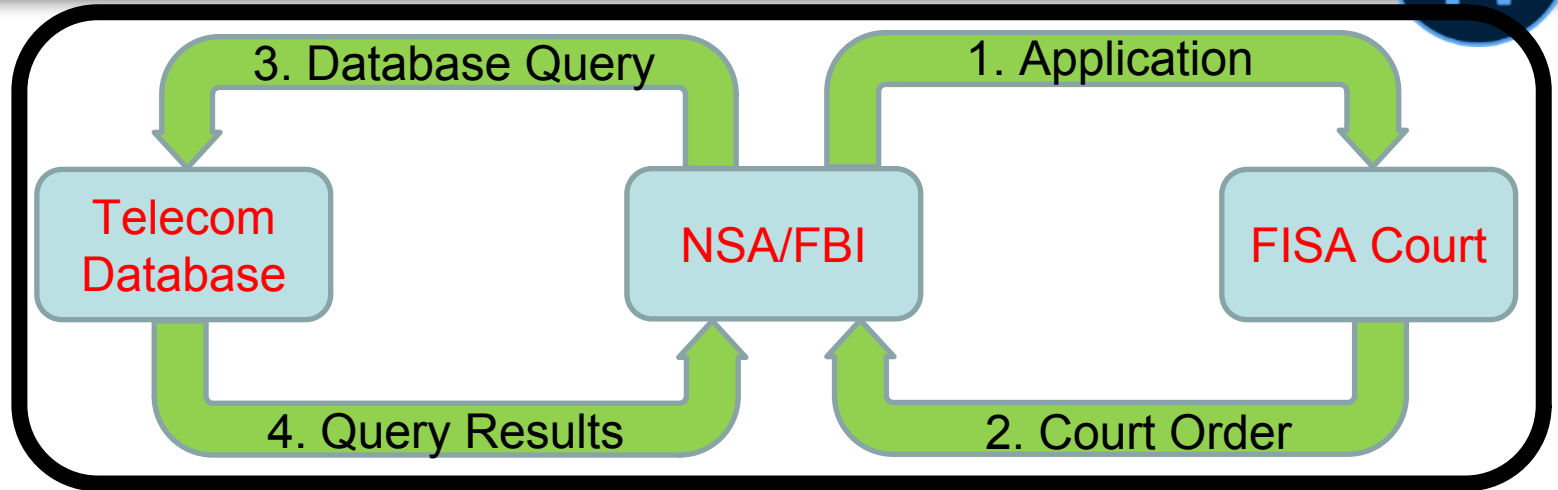 3. Database Query
1. Application
Telecom
Database
NSA/FBI
FISA Court
4. Query Results
2. Court Order